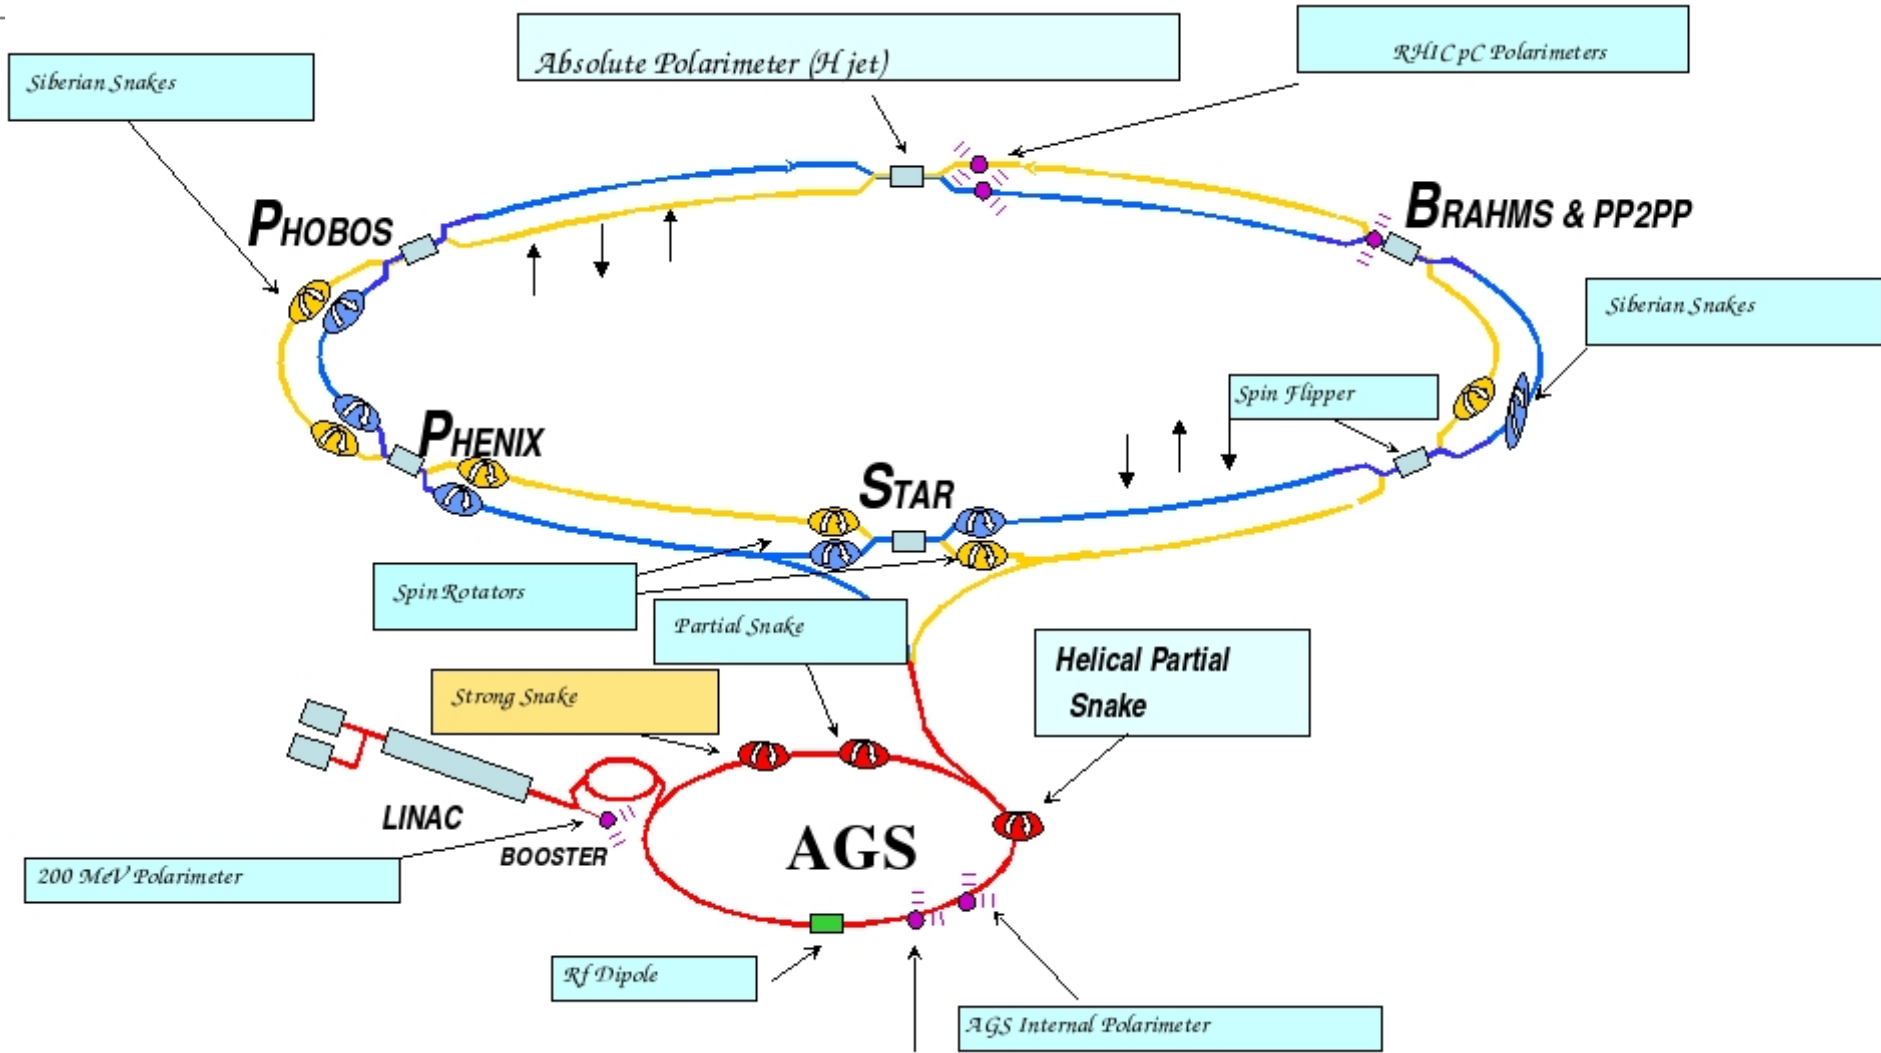 Absolute Polarimeter (H jet)
RHIC pC Polarimeters
Siberian Snakes
PHOBOS
BRAHMS & PP2PP
Siberian Snakes
Spin Flipper
PHENIX
STAR
Spin Rotators
Partial Snake
Helical Partial
Snake
Strong Snake
LINAC
BOOSTER
AGS
200 MeV Polarimeter
Rf Dipole
AGS Internal Polarimeter